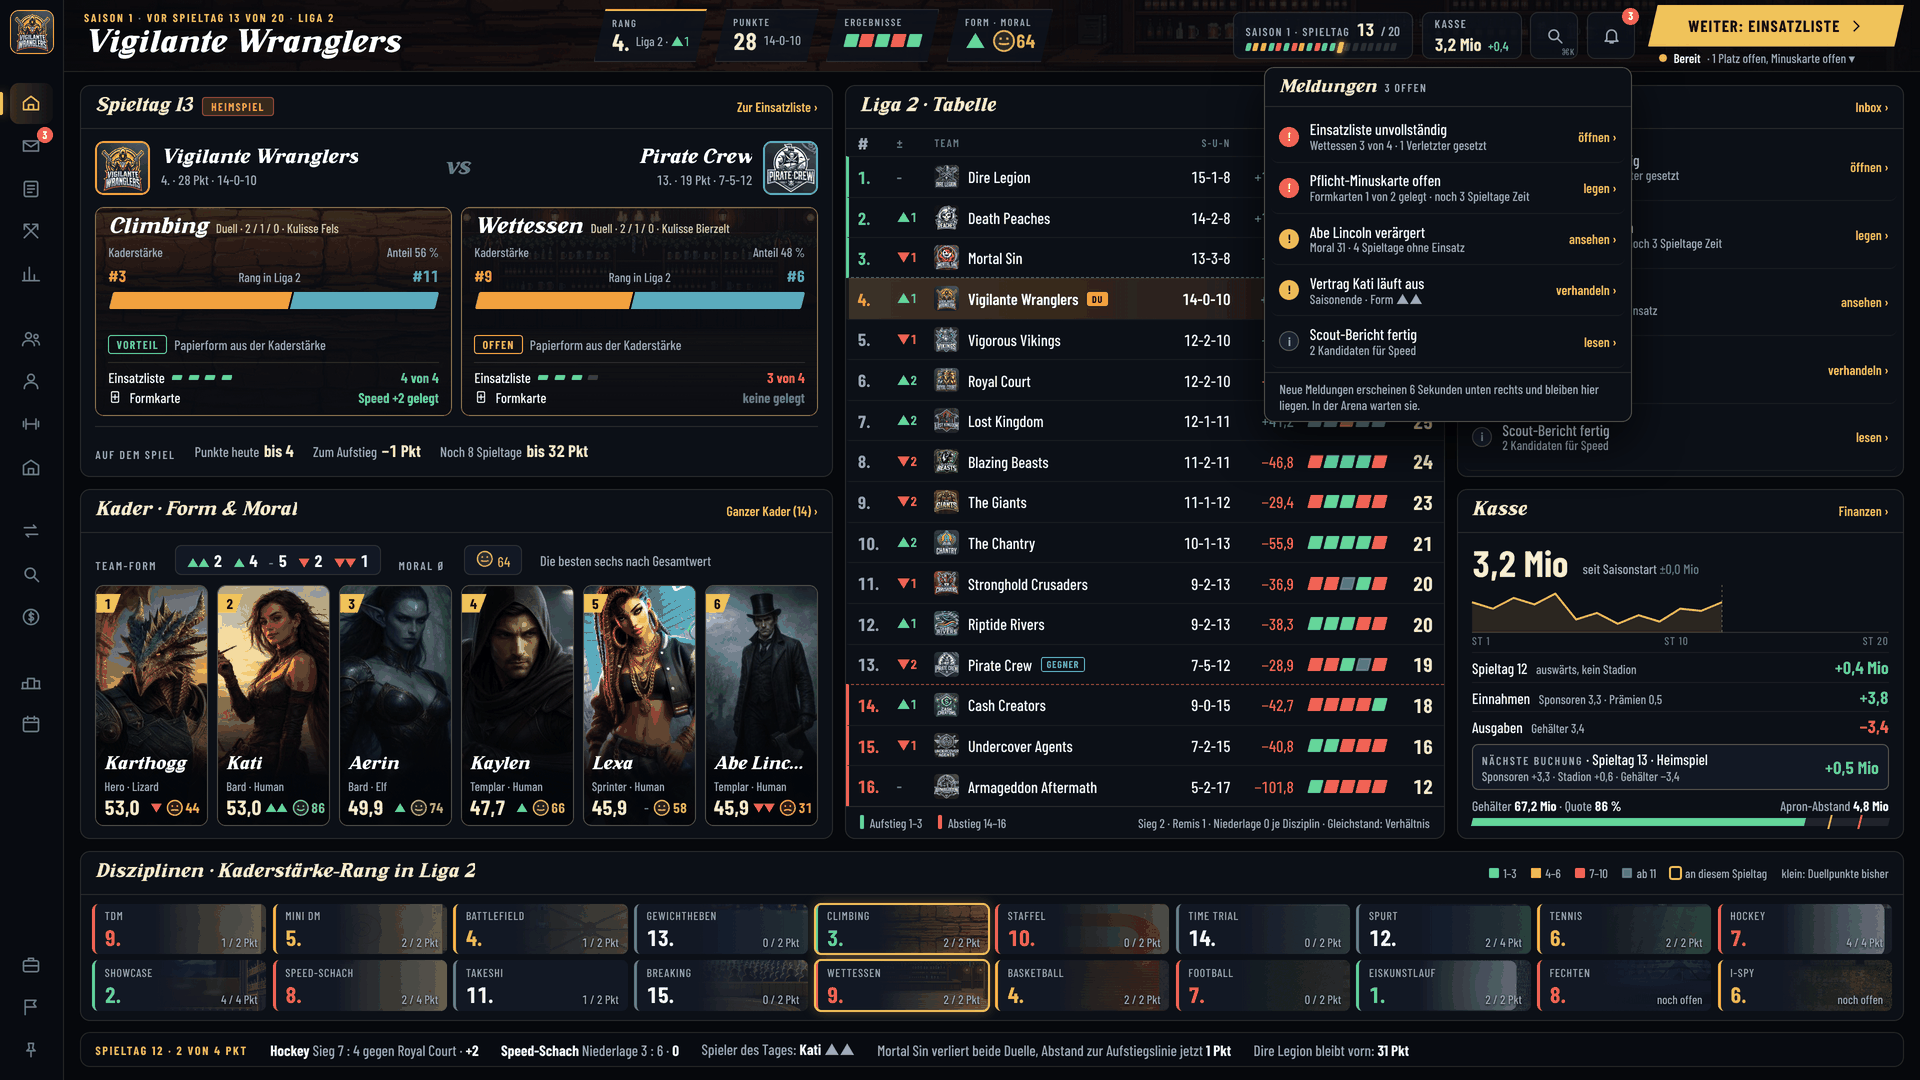 SAISON 1 · VOR SPIELTAG 13 VON 20 · LIGA 2
Vigilante Wranglers
RANG
4. Liga 2 · ▲1
PUNKTE
28 14-0-10
ERGEBNISSE
FORM · MORAL
▲ 64
SAISON 1 · SPIELTAG 13 / 20
KASSE
3,2 Mio +0,4
⌘K
3
WEITER: EINSATZLISTE ›
Bereit · 1 Platz offen, Minuskarte offen ▾
3
Spieltag 13 HEIMSPIEL
Zur Einsatzliste ›
Vigilante Wranglers
4. · 28 Pkt · 14-0-10
VS
Pirate Crew
13. · 19 Pkt · 7-5-12
Climbing Duell · 2 / 1 / 0 · Kulisse Fels
Kaderstärke Anteil 56 %
#3 Rang in Liga 2 #11
VORTEIL Papierform aus der Kaderstärke
Einsatzliste 4 von 4
Formkarte Speed +2 gelegt
Wettessen Duell · 2 / 1 / 0 · Kulisse Bierzelt
Kaderstärke Anteil 48 %
#9 Rang in Liga 2 #6
OFFEN Papierform aus der Kaderstärke
Einsatzliste 3 von 4
Formkarte keine gelegt
AUF DEM SPIEL Punkte heute bis 4 Zum Aufstieg −1 Pkt Noch 8 Spieltage bis 32 Pkt
Kader · Form & Moral
Ganzer Kader (14) ›
TEAM-FORM ▲▲ 2 ▲ 4 - 5 ▼ 2 ▼▼ 1 MORAL Ø 64 Die besten sechs nach Gesamtwert
1
Karthogg
Hero · Lizard
53,0 ▼ 44
2
Kati
Bard · Human
53,0 ▲▲ 86
3
Aerin
Bard · Elf
49,9 ▲ 74
4
Kaylen
Templar · Human
47,7 ▲ 66
5
Lexa
Sprinter · Human
45,9 - 58
6
Abe Linc...
Templar · Human
45,9 ▼▼ 31
Liga 2 · Tabelle
# ± TEAM S-U-N
1. - Dire Legion 15-1-8
2. ▲1 Death Peaches 14-2-8
3. ▼1 Mortal Sin 13-3-8
4. ▲1 Vigilante Wranglers DU 14-0-10
5. ▼1 Vigorous Vikings 12-2-10
6. ▲2 Royal Court 12-2-10
7. ▲2 Lost Kingdom 12-1-11
8. ▼2 Blazing Beasts 11-2-11 −46,8 24
9. ▼2 The Giants 11-1-12 −29,4 23
10. ▲2 The Chantry 10-1-13 −55,9 21
11. ▼1 Stronghold Crusaders 9-2-13 −36,9 20
12. ▲1 Riptide Rivers 9-2-13 −38,3 20
13. ▼2 Pirate Crew GEGNER 7-5-12 −28,9 19
14. ▲1 Cash Creators 9-0-15 −42,7 18
15. ▼1 Undercover Agents 7-2-15 −40,8 16
16. - Armageddon Aftermath 5-2-17 −101,8 12
Aufstieg 1-3 Abstieg 14-16 Sieg 2 · Remis 1 · Niederlage 0 je Disziplin · Gleichstand: Verhältnis
Meldungen 3 OFFEN
Einsatzliste unvollständig
Wettessen 3 von 4 · 1 Verletzter gesetzt
öffnen ›
Pflicht-Minuskarte offen
Formkarten 1 von 2 gelegt · noch 3 Spieltage Zeit
legen ›
Abe Lincoln verärgert
Moral 31 · 4 Spieltage ohne Einsatz
ansehen ›
Vertrag Kati läuft aus
Saisonende · Form ▲▲
verhandeln ›
Scout-Bericht fertig
2 Kandidaten für Speed
lesen ›
Neue Meldungen erscheinen 6 Sekunden unten rechts und bleiben hier
liegen. In der Arena warten sie.
Inbox ›
öffnen ›
legen ›
ansehen ›
verhandeln ›
Scout-Bericht fertig
2 Kandidaten für Speed
lesen ›
Kasse
Finanzen ›
3,2 Mio seit Saisonstart ±0,0 Mio
ST 1 ST 10 ST 20
Spieltag 12 auswärts, kein Stadion +0,4 Mio
Einnahmen Sponsoren 3,3 · Prämien 0,5 +3,8
Ausgaben Gehälter 3,4 −3,4
NÄCHSTE BUCHUNG · Spieltag 13 · Heimspiel
Sponsoren +3,3 · Stadion +0,6 · Gehälter −3,4
+0,5 Mio
Gehälter 67,2 Mio · Quote 86 % Apron-Abstand 4,8 Mio
Disziplinen · Kaderstärke-Rang in Liga 2
1-3 4-6 7-10 ab 11 an diesem Spieltag klein: Duellpunkte bisher
TDM
9. 1 / 2 Pkt
MINI DM
5. 2 / 2 Pkt
BATTLEFIELD
4. 1 / 2 Pkt
GEWICHTHEBEN
13. 0 / 2 Pkt
CLIMBING
3. 2 / 2 Pkt
STAFFEL
10. 0 / 2 Pkt
TIME TRIAL
14. 0 / 2 Pkt
SPURT
12. 2 / 4 Pkt
TENNIS
6. 2 / 2 Pkt
HOCKEY
7. 4 / 4 Pkt
SHOWCASE
2. 4 / 4 Pkt
SPEED-SCHACH
8. 2 / 4 Pkt
TAKESHI
11. 1 / 2 Pkt
BREAKING
15. 0 / 2 Pkt
WETTESSEN
9. 2 / 2 Pkt
BASKETBALL
4. 2 / 2 Pkt
FOOTBALL
7. 0 / 2 Pkt
EISKUNSTLAUF
1. 2 / 2 Pkt
FECHTEN
8. noch offen
I-SPY
6. noch offen
SPIELTAG 12 · 2 VON 4 PKT Hockey Sieg 7 : 4 gegen Royal Court · +2 Speed-Schach Niederlage 3 : 6 · 0 Spieler des Tages: Kati ▲▲ Mortal Sin verliert beide Duelle, Abstand zur Aufstiegslinie jetzt 1 Pkt Dire Legion bleibt vorn: 31 Pkt